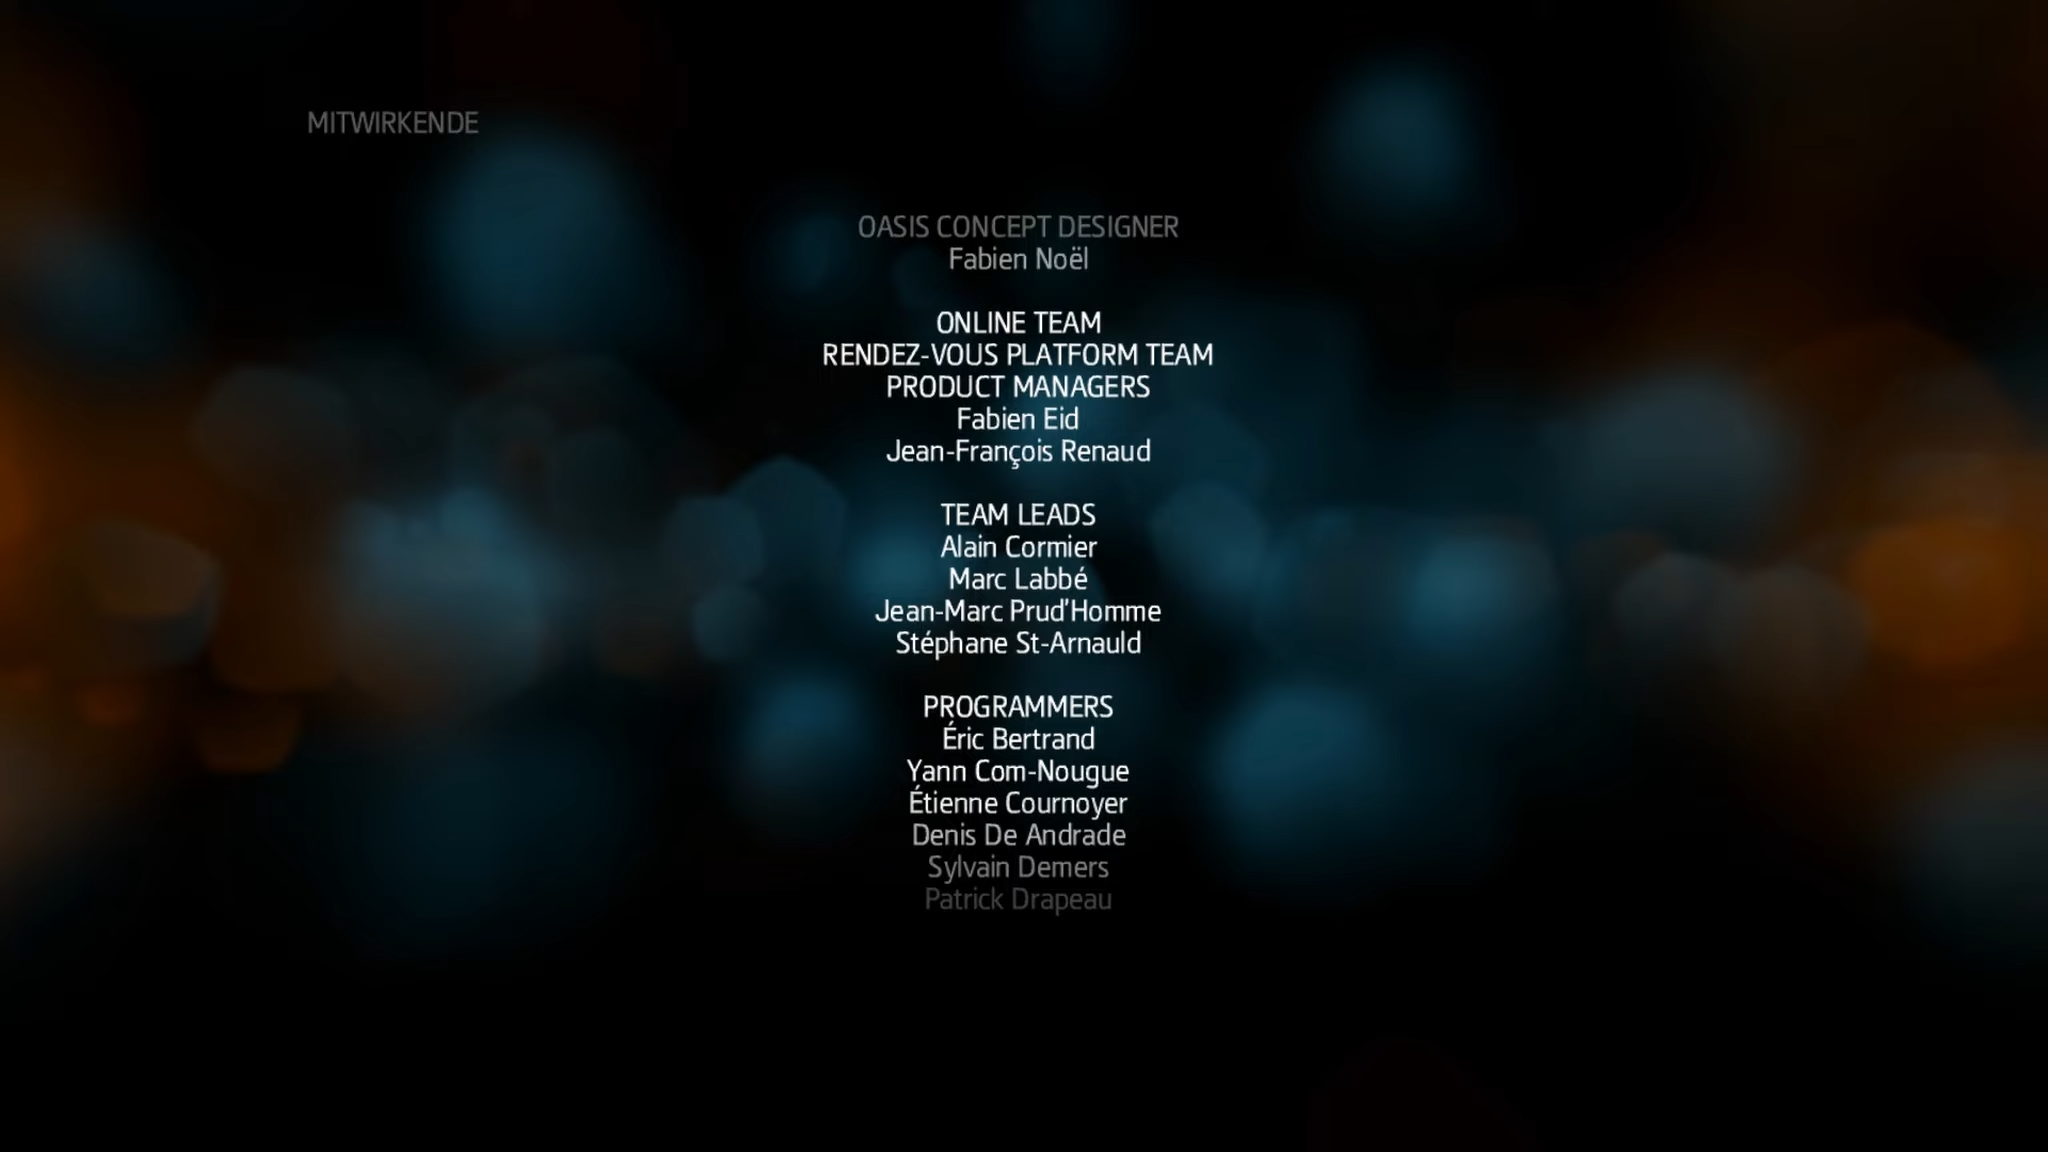 MITWIRKENDE
OASIS CONCEPT DESIGNER
Fabien Noël
ONLINE TEAM
RENDEZ-VOUS PLATFORM TEAM
PRODUCT MANAGERS
Fabien Eid
Jean-François Renaud
TEAM LEADS
Alain Cormier
Marc Labbé
Jean-Marc Prud'Homme
Stéphane St-Arnauld
PROGRAMMERS
Éric Bertrand
Yann Com-Nougue
Étienne Cournoyer
Denis De Andrade
Sylvain Demers
Patrick Drapeau